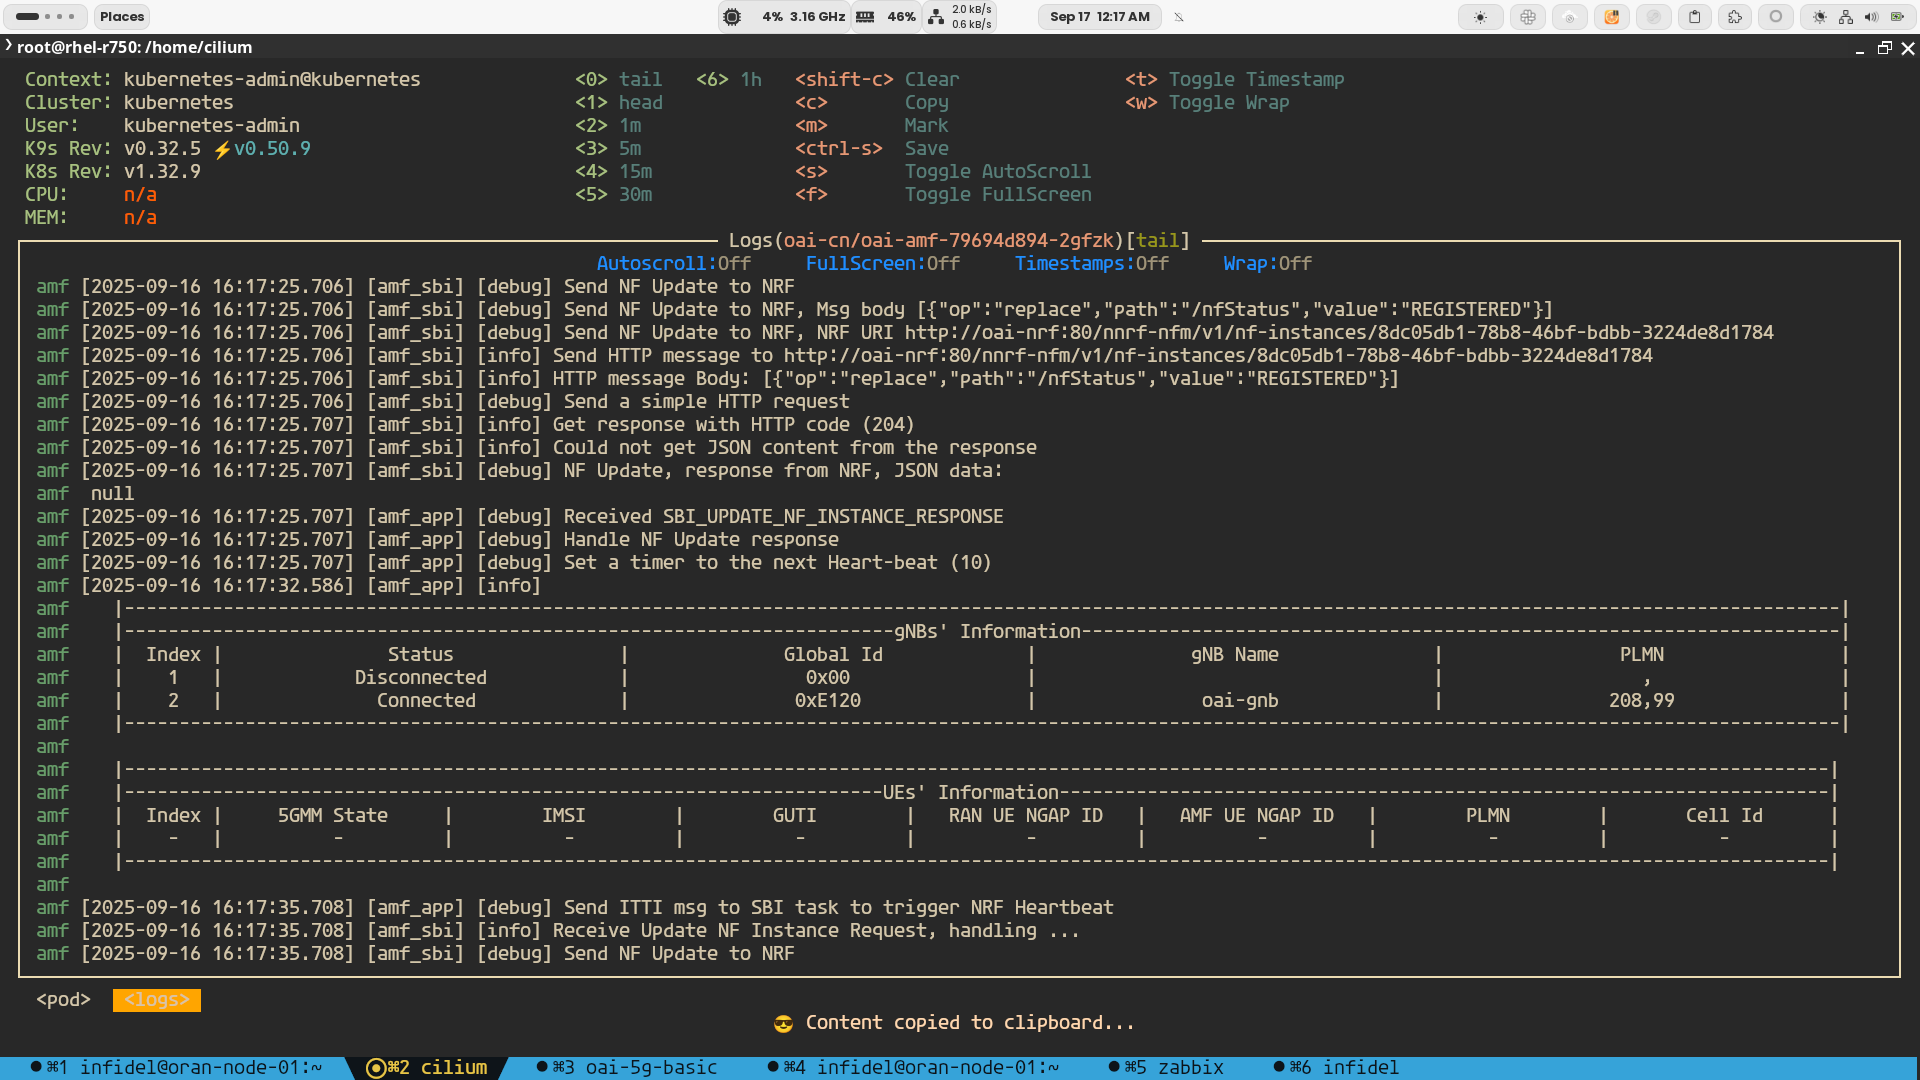 Places
4% 3.16 GHz
46%
2.0 kB/s
0.6 kB/s
Sep 17 12:17 AM
root@rhel-r750: /home/cilium
Context: kubernetes-admin@kubernetes <0> tail <6> 1h <shift-c> Clear <t> Toggle Timestamp
Cluster: kubernetes <1> head <c> Copy <w> Toggle Wrap
User: kubernetes-admin <2> 1m <m> Mark
K9s Rev: v0.32.5 ⚡v0.50.9 <3> 5m <ctrl-s> Save
K8s Rev: v1.32.9 <4> 15m <s> Toggle AutoScroll
CPU: n/a <5> 30m <f> Toggle FullScreen
MEM: n/a
Logs(oai-cn/oai-amf-79694d894-2gfzk)[tail]
Autoscroll:Off FullScreen:Off Timestamps:Off Wrap:Off
amf [2025-09-16 16:17:25.706] [amf_sbi] [debug] Send NF Update to NRF
amf [2025-09-16 16:17:25.706] [amf_sbi] [debug] Send NF Update to NRF, Msg body [{"op":"replace","path":"/nfStatus","value":"REGISTERED"}]
amf [2025-09-16 16:17:25.706] [amf_sbi] [debug] Send NF Update to NRF, NRF URI http://oai-nrf:80/nnrf-nfm/v1/nf-instances/8dc05db1-78b8-46bf-bdbb-3224de8d1784
amf [2025-09-16 16:17:25.706] [amf_sbi] [info] Send HTTP message to http://oai-nrf:80/nnrf-nfm/v1/nf-instances/8dc05db1-78b8-46bf-bdbb-3224de8d1784
amf [2025-09-16 16:17:25.706] [amf_sbi] [info] HTTP message Body: [{"op":"replace","path":"/nfStatus","value":"REGISTERED"}]
amf [2025-09-16 16:17:25.706] [amf_sbi] [debug] Send a simple HTTP request
amf [2025-09-16 16:17:25.707] [amf_sbi] [info] Get response with HTTP code (204)
amf [2025-09-16 16:17:25.707] [amf_sbi] [info] Could not get JSON content from the response
amf [2025-09-16 16:17:25.707] [amf_sbi] [debug] NF Update, response from NRF, JSON data:
amf null
amf [2025-09-16 16:17:25.707] [amf_app] [debug] Received SBI_UPDATE_NF_INSTANCE_RESPONSE
amf [2025-09-16 16:17:25.707] [amf_app] [debug] Handle NF Update response
amf [2025-09-16 16:17:25.707] [amf_app] [debug] Set a timer to the next Heart-beat (10)
amf [2025-09-16 16:17:32.586] [amf_app] [info]
amf |----------|
amf |----------gNBs' Information----------|
amf | Index | Status | Global Id | gNB Name | PLMN |
amf | 1 | Disconnected | 0x00 | | , |
amf | 2 | Connected | 0xE120 | oai-gnb | 208,99 |
amf |----------|
amf
amf |----------|
amf |----------UEs' Information----------|
amf | Index | 5GMM State | IMSI | GUTI | RAN UE NGAP ID | AMF UE NGAP ID | PLMN | Cell Id |
amf | - | - | - | - | - | - | - | - |
amf |----------|
amf
amf [2025-09-16 16:17:35.708] [amf_app] [debug] Send ITTI msg to SBI task to trigger NRF Heartbeat
amf [2025-09-16 16:17:35.708] [amf_sbi] [info] Receive Update NF Instance Request, handling ...
amf [2025-09-16 16:17:35.708] [amf_sbi] [debug] Send NF Update to NRF
<pod> <logs>
😎 Content copied to clipboard...
⌘1 infidel@oran-node-01:~ ⌘2 cilium ⌘3 oai-5g-basic ⌘4 infidel@oran-node-01:~ ⌘5 zabbix ⌘6 infidel